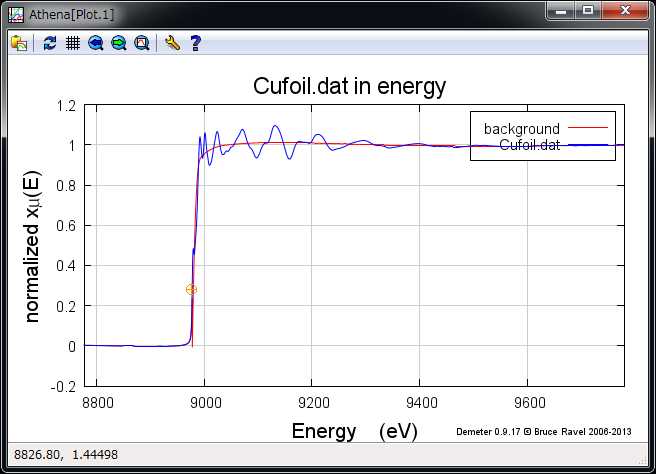 Athena[Plot.1]
Cufoil.dat in energy
background
Cufoil.dat
normalized xμ(E)
1.2
1
0.8
0.6
0.4
0.2
0
-0.2
8800
9000
9200
9400
9600
Energy (eV)
Demeter 0.9.17 © Bruce Ravel 2006-2013
8826.80, 1.44498